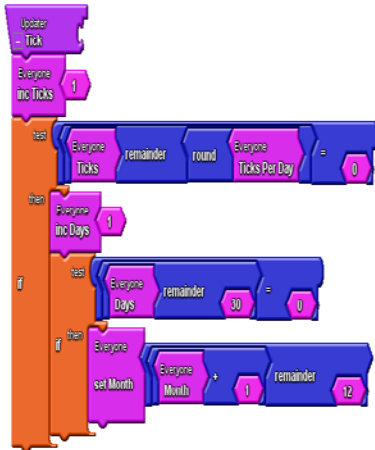 Updater
– Tick
Everyone
inc Ticks 1
test
Everyone
Ticks remainder round Everyone
Ticks Per Day = 0
then
Everyone
inc Days 1
if
test
Everyone
Days remainder 30 = 0
if
then
Everyone
set Month
Everyone
Month + 1 remainder 12